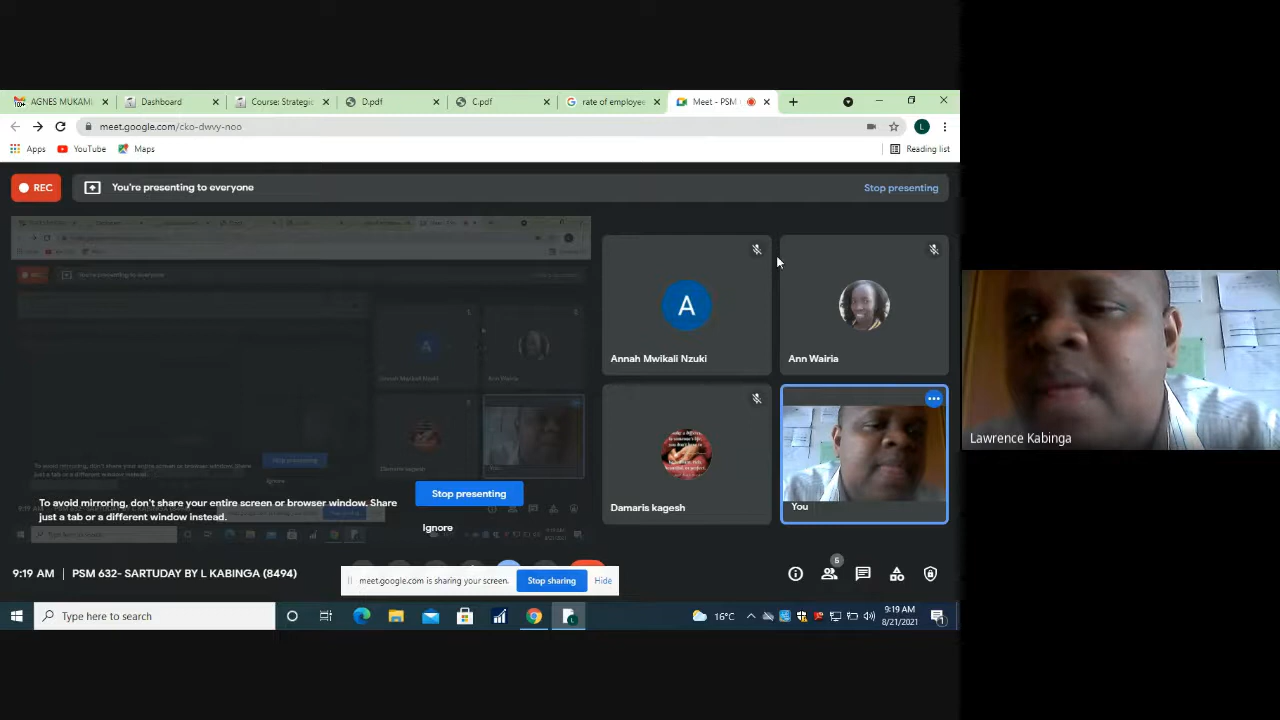 AGNES MUKAMI
Dashboard
Course: Strategic
D.pdf
C.pdf
rate of employee
Meet - PSM
meet.google.com/cko-dwvy-noo
Apps
YouTube
Maps
Reading list
REC
You're presenting to everyone
Stop presenting
A
Annah Mwikali Nzuki
Ann Wairia
Damaris kagesh
You
To avoid mirroring, don't share your entire screen or browser window. Share
just a tab or a different window instead.
Stop presenting
Ignore
Lawrence Kabinga
9:19 AM | PSM 632- SARTUDAY BY L KABINGA (8494)
meet.google.com is sharing your screen.
Stop sharing
Hide
5
Type here to search
16°C
9:19 AM
8/21/2021
1